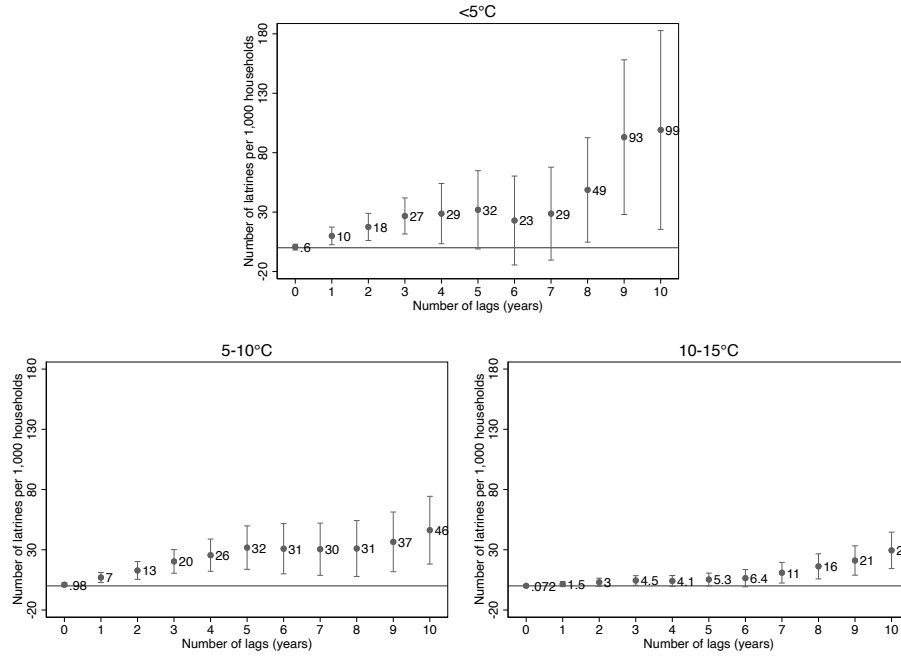 <5°C
Number of latrines per 1,000 households
180
130
80
30
-20
.6 10 18 27 29 32 23 29 49 93 99
0 1 2 3 4 5 6 7 8 9 10
Number of lags (years)
5-10°C
Number of latrines per 1,000 households
180
130
80
30
-20
.98 7 13 20 26 32 31 30 31 37 46
0 1 2 3 4 5 6 7 8 9 10
Number of lags (years)
10-15°C
Number of latrines per 1,000 households
180
130
80
30
-20
.072 1.5 3 4.5 4.1 5.3 6.4 11 16 21 2
0 1 2 3 4 5 6 7 8 9 10
Number of lags (years)